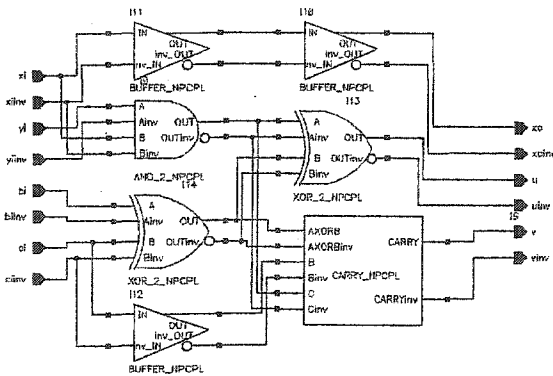 I11
I10
IN
OUT
inv_OUT
inv_IN
BUFFER_NPCPL
IN
OUT
inv_OUT
inv_IN
BUFFER_NPCPL
xi
xiinv
yi
yiinv
A
Ainv
B
Binv
OUT
OUTinv
AND_2_NPCPL
I13
A
Ainv
B
Binv
OUT
OUTinv
XOR_2_NPCPL
xo
xoinv
u
uinv
I14
bi
biinv
ci
ciinv
A
Ainv
B
Binv
OUT
OUTinv
XOR_2_NPCPL
AXORB
AXORBinv
B
Binv
C
Cinv
CARRY
CARRY_NPCPL
CARRYinv
v
vinv
I12
IN
OUT
inv_OUT
inv_IN
BUFFER_NPCPL